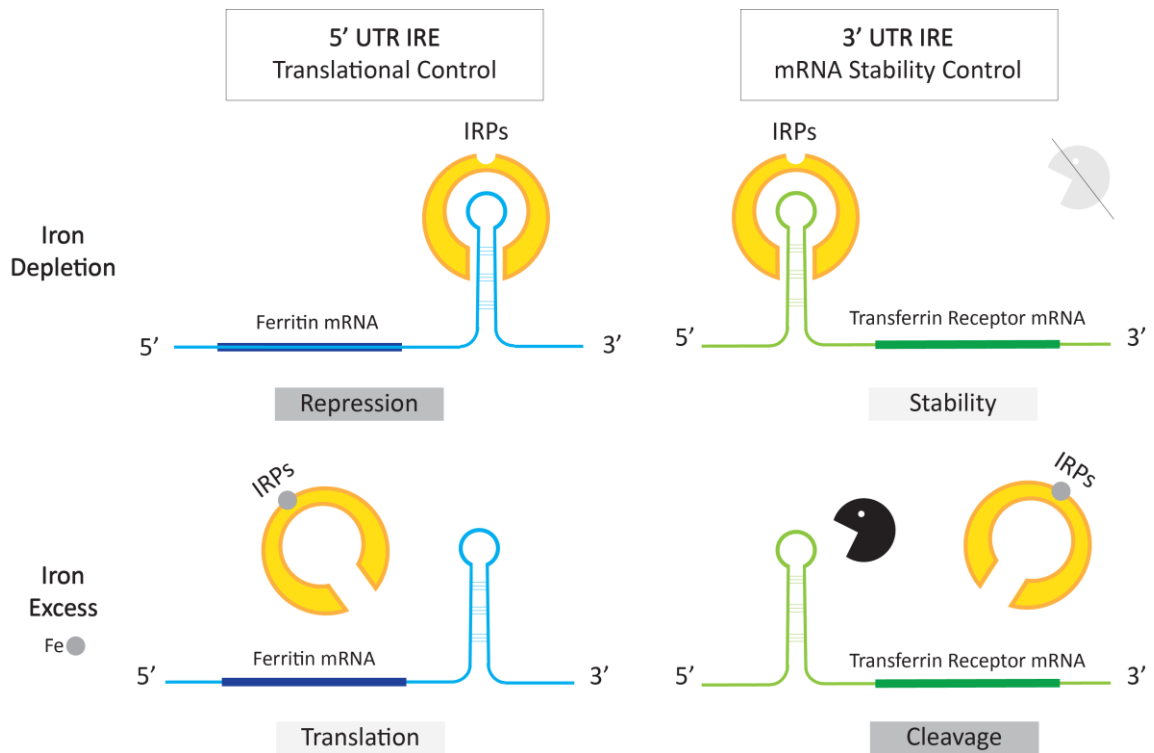 5’ UTR IRE
Translational Control
3’ UTR IRE
mRNA Stability Control
IRPs
IRPs
Iron
Depletion
Ferritin mRNA
Transferrin Receptor mRNA
5’
3’
5’
3’
Repression
Stability
IRPs
IRPs
Iron
Excess
Fe
Ferritin mRNA
Transferrin Receptor mRNA
5’
3’
5’
3’
Translation
Cleavage